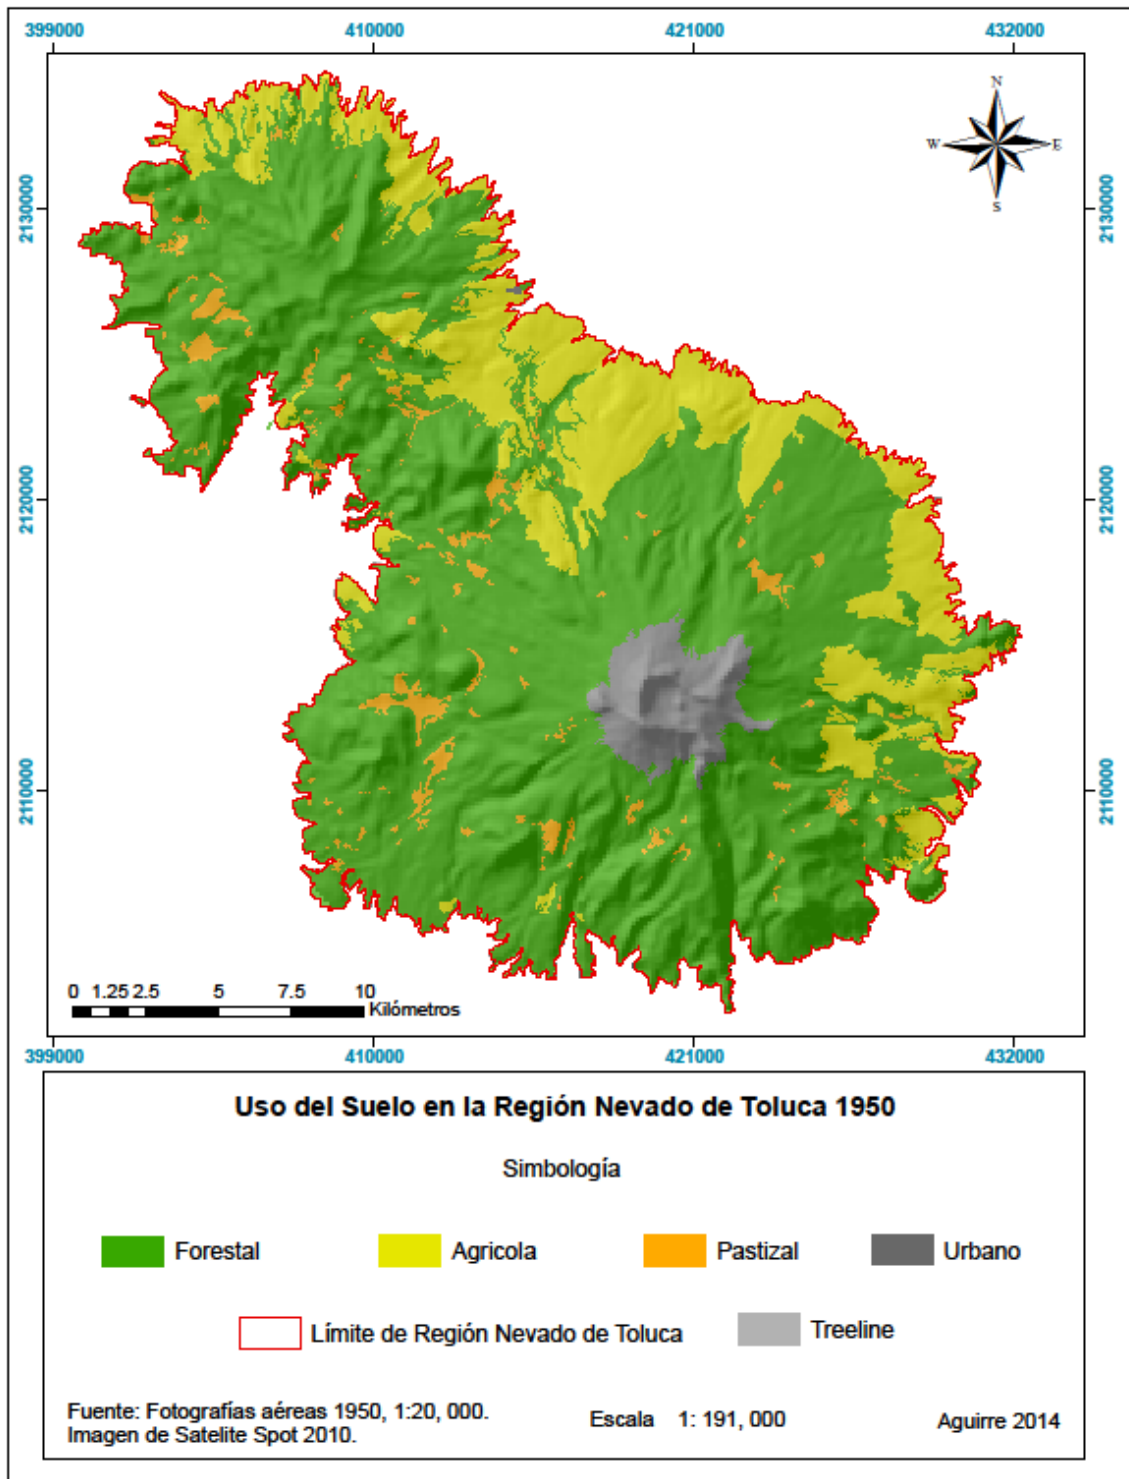 399000 410000 421000 432000
N
W E
S
2130000 2130000
2120000 2120000
2110000 2110000
0 1.25 2.5 5 7.5 10
Kilómetros
399000 410000 421000 432000
Uso del Suelo en la Región Nevado de Toluca 1950
Simbología
Forestal Agricola Pastizal Urbano
Límite de Región Nevado de Toluca Treeline
Fuente: Fotografías aéreas 1950, 1:20, 000.
Imagen de Satelite Spot 2010.
Escala 1: 191, 000
Aguirre 2014